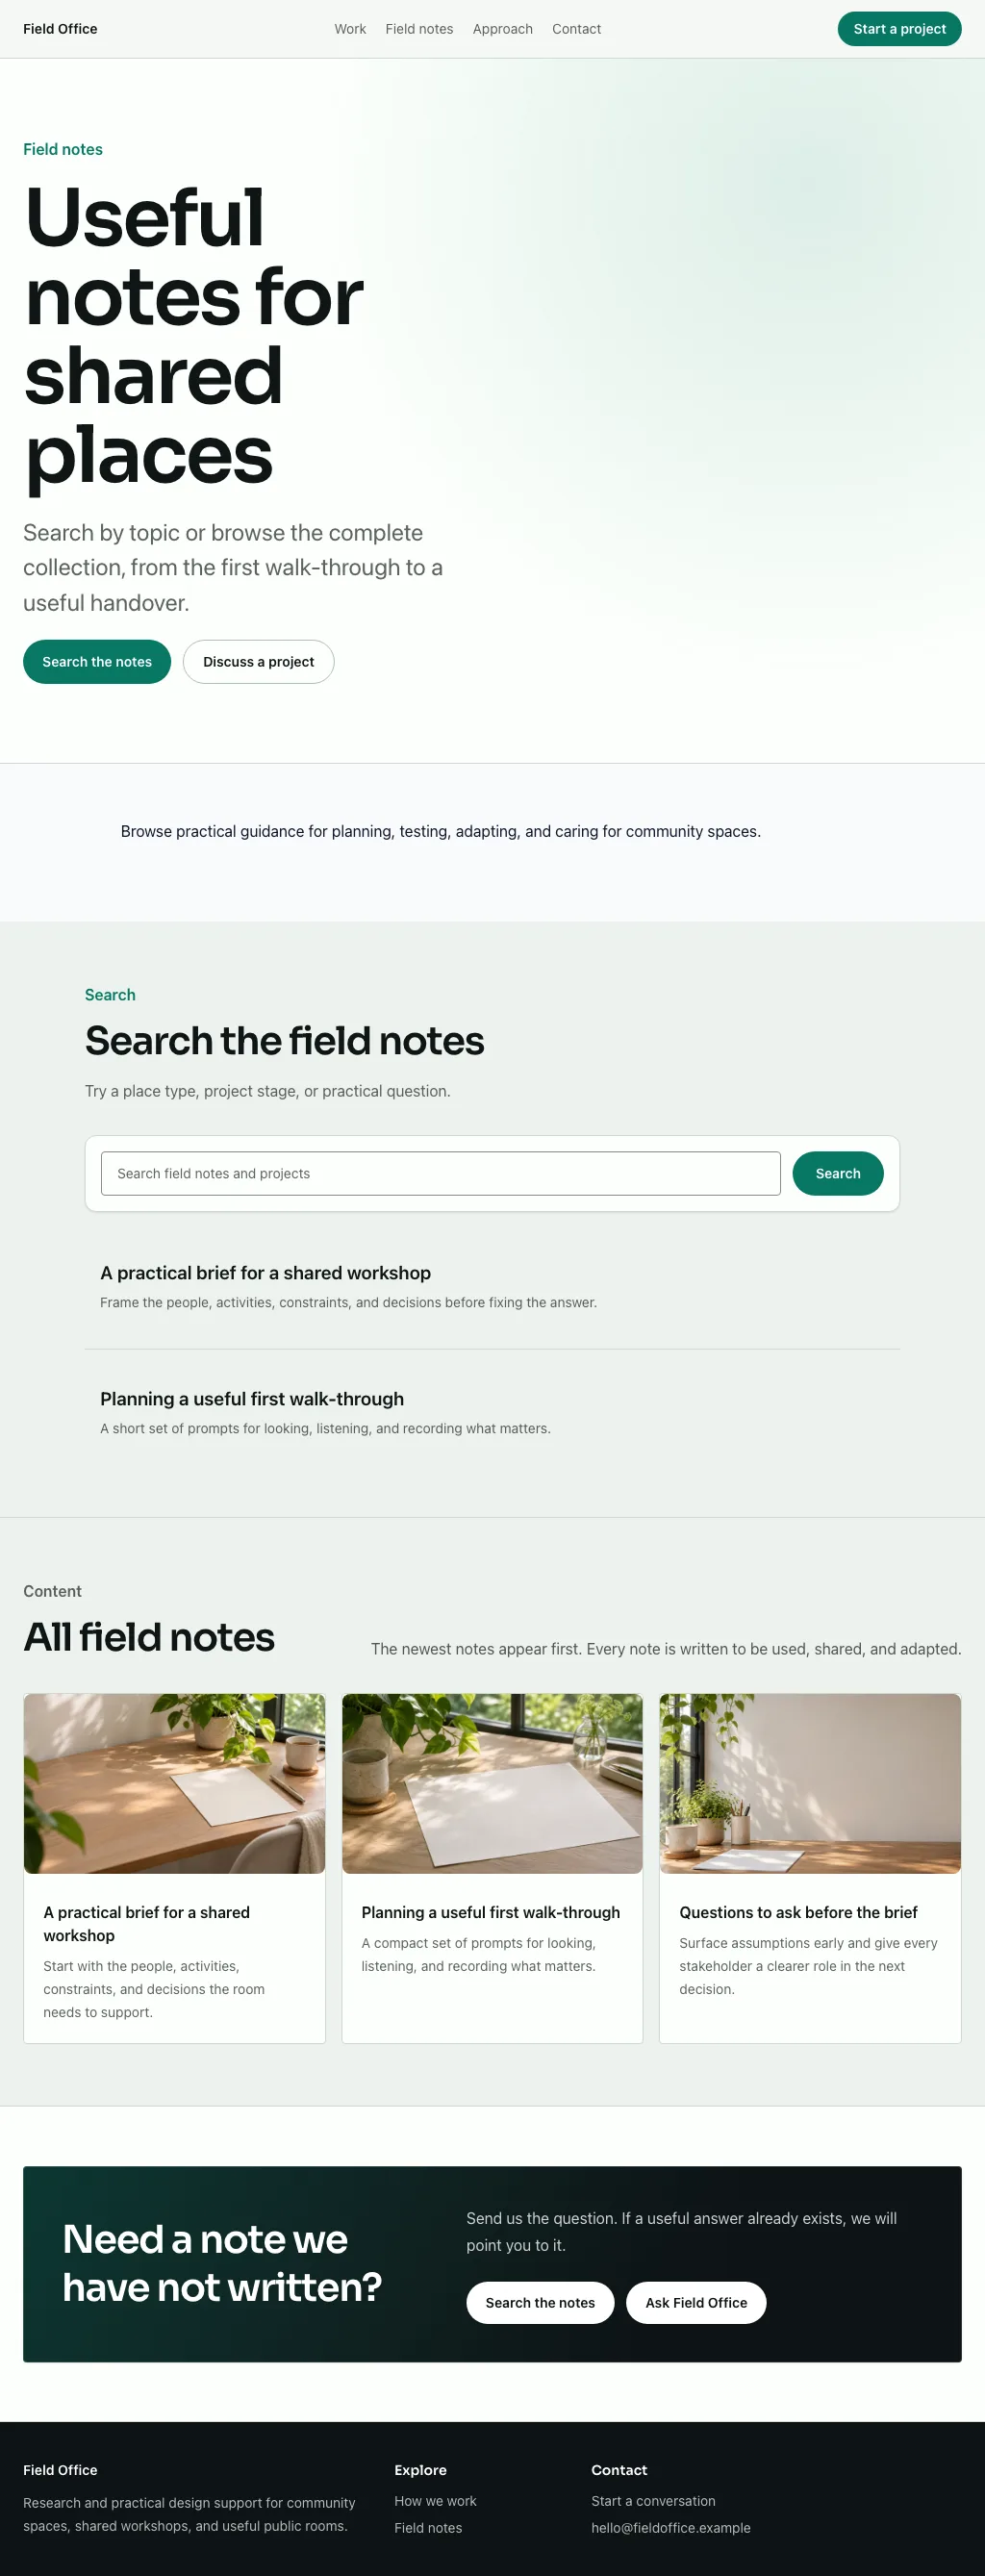 Field Office
Work
Field notes
Approach
Contact
Start a project
Field notes
Useful
notes for
shared
places
Search by topic or browse the complete
collection, from the first walk-through to a
useful handover.
Search the notes
Discuss a project
Browse practical guidance for planning, testing, adapting, and caring for community spaces.
Search
Search the field notes
Try a place type, project stage, or practical question.
Search field notes and projects
Search
A practical brief for a shared workshop
Frame the people, activities, constraints, and decisions before fixing the answer.
Planning a useful first walk-through
A short set of prompts for looking, listening, and recording what matters.
Content
All field notes
The newest notes appear first. Every note is written to be used, shared, and adapted.
A practical brief for a shared
workshop
Start with the people, activities,
constraints, and decisions the room
needs to support.
Planning a useful first walk-through
A compact set of prompts for looking,
listening, and recording what matters.
Questions to ask before the brief
Surface assumptions early and give every
stakeholder a clearer role in the next
decision.
Need a note we
have not written?
Send us the question. If a useful answer already exists, we will
point you to it.
Search the notes
Ask Field Office
Field Office
Research and practical design support for community
spaces, shared workshops, and useful public rooms.
Explore
How we work
Field notes
Contact
Start a conversation
hello@fieldoffice.example